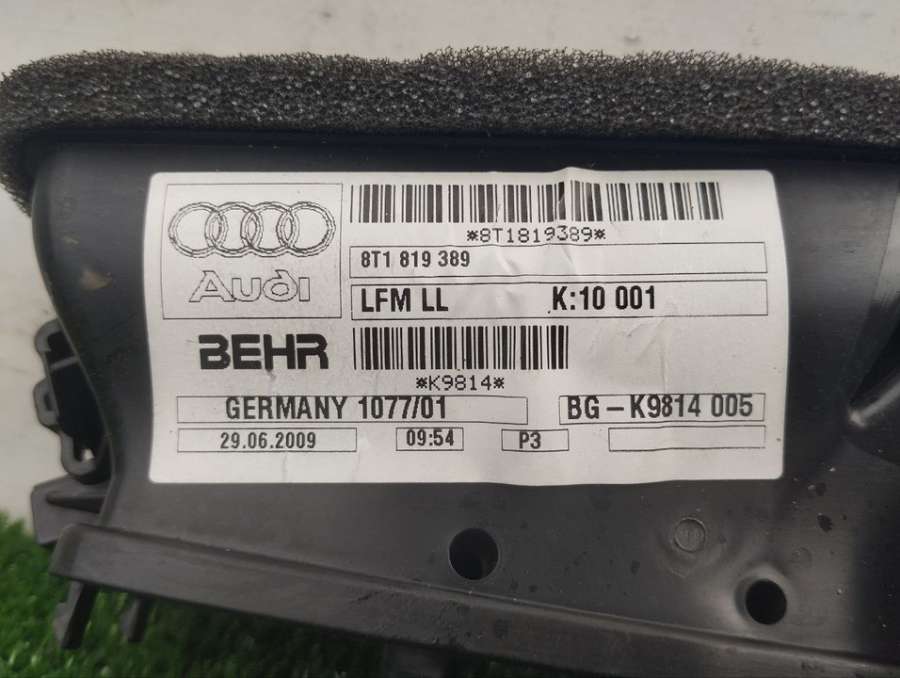 *8T1819389*
8T1 819 389
Audi
LFM LL K:10 001
BEHR
*K9814*
GERMANY 1077/01 BG-K9814 005
29.06.2009 09:54 P3